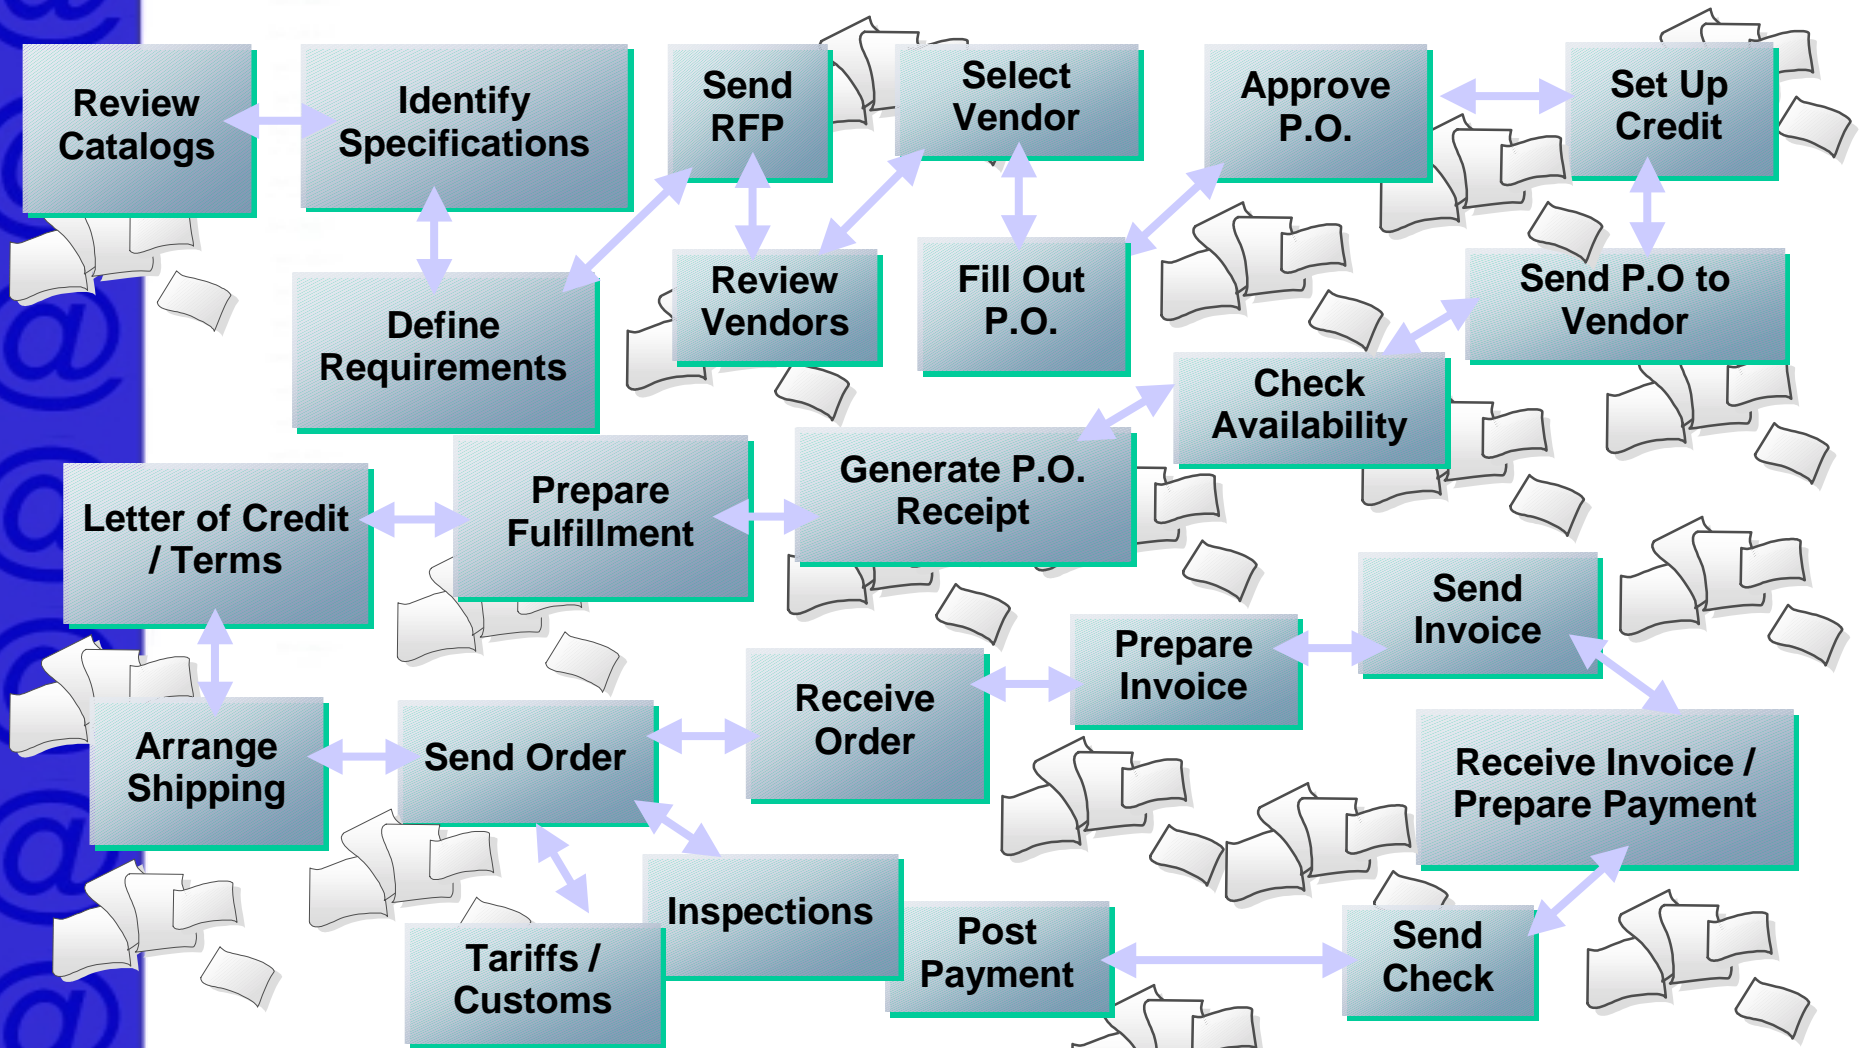 Review
Catalogs
Identify
Specifications
Send
RFP
Select
Vendor
Approve
P.O.
Set Up
Credit
Define
Requirements
Review
Vendors
Fill Out
P.O.
Send P.O to
Vendor
Check
Availability
Letter of Credit
/ Terms
Prepare
Fulfillment
Generate P.O.
Receipt
Send
Invoice
Arrange
Shipping
Send Order
Receive
Order
Prepare
Invoice
Receive Invoice /
Prepare Payment
Tariffs /
Customs
Inspections
Post
Payment
Send
Check
@
@
@
@
@
@
@